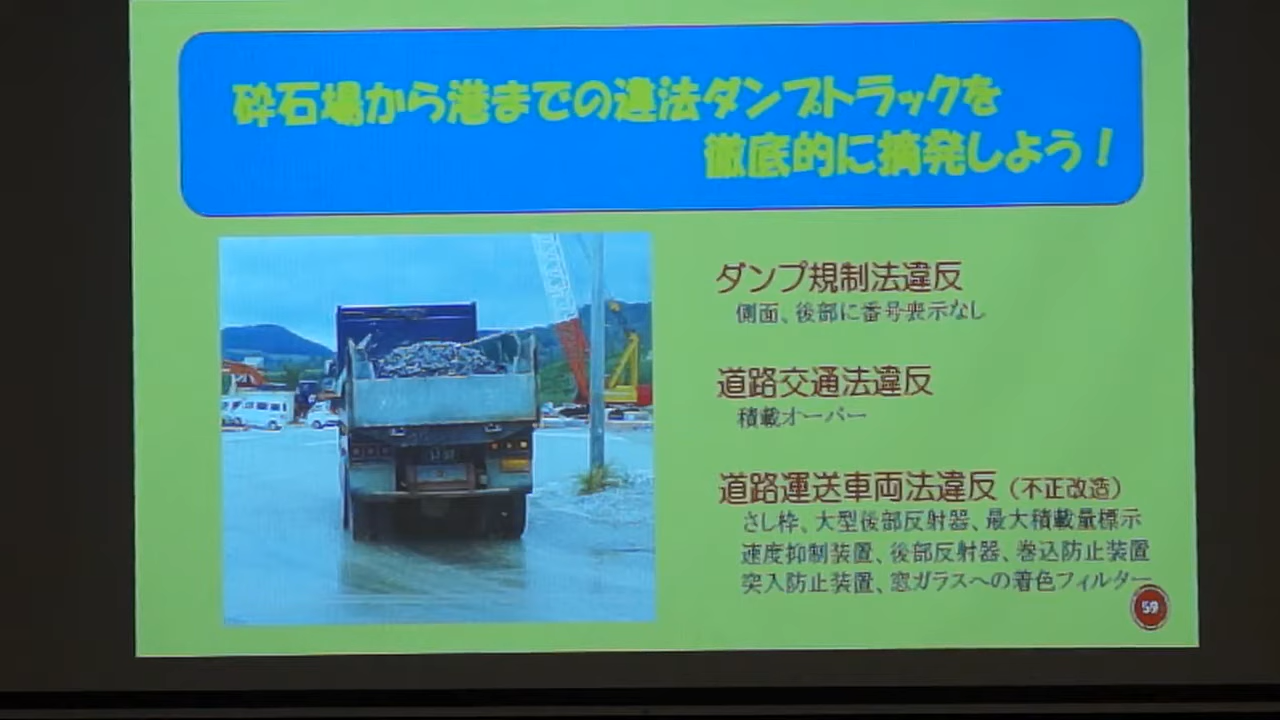 砕石場から港までの違法ダンプトラックを
徹底的に摘発しよう！
ダンプ規制法違反
側面、後部に番号表示なし
道路交通法違反
積載オーバー
道路運送車両法違反（不正改造）
さし枠、大型後部反射器、最大積載量標示
速度抑制装置、後部反射器、巻込防止装置
突入防止装置、窓ガラスへの着色フィルター
59